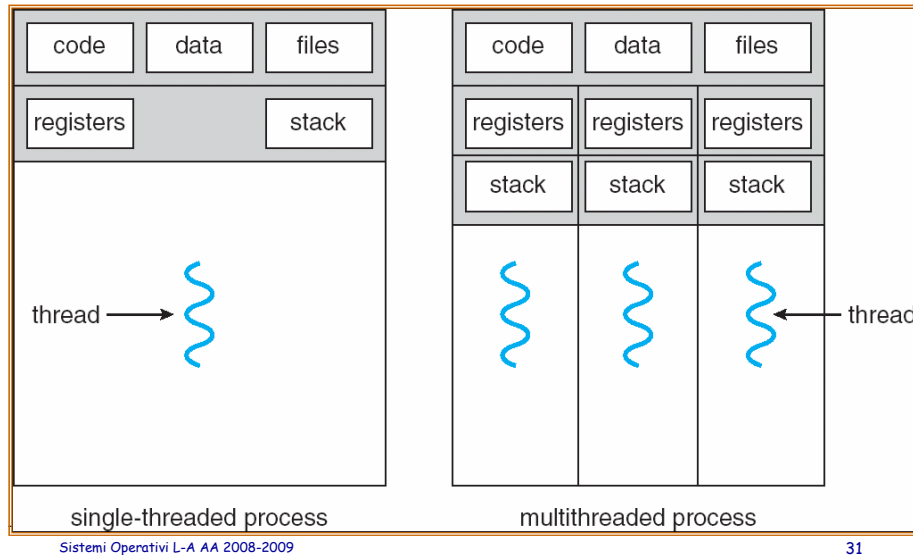 code data files code data files
registers stack registers registers registers
stack stack stack
thread thread
single-threaded process multithreaded process
Sistemi Operativi L-A AA 2008-2009 31